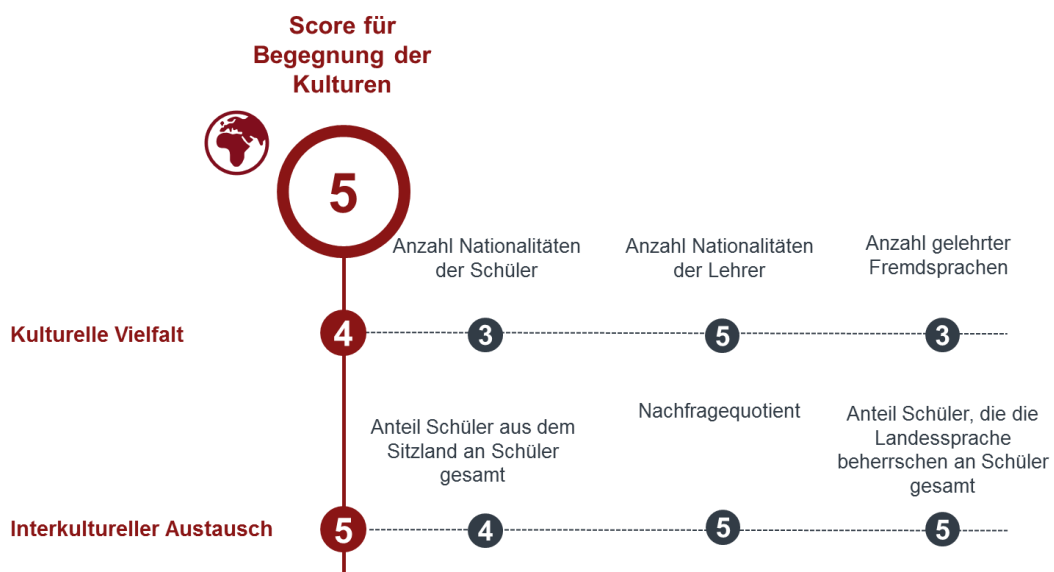 Score für
Begegnung der
Kulturen
5
Anzahl Nationalitäten
der Schüler
Anzahl Nationalitäten
der Lehrer
Anzahl gelehrter
Fremdsprachen
Kulturelle Vielfalt
4
3
5
3
Anteil Schüler aus dem
Sitzland an Schüler
gesamt
Nachfragequotient
Anteil Schüler, die die
Landessprache
beherrschen an Schüler
gesamt
Interkultureller Austausch
5
4
5
5